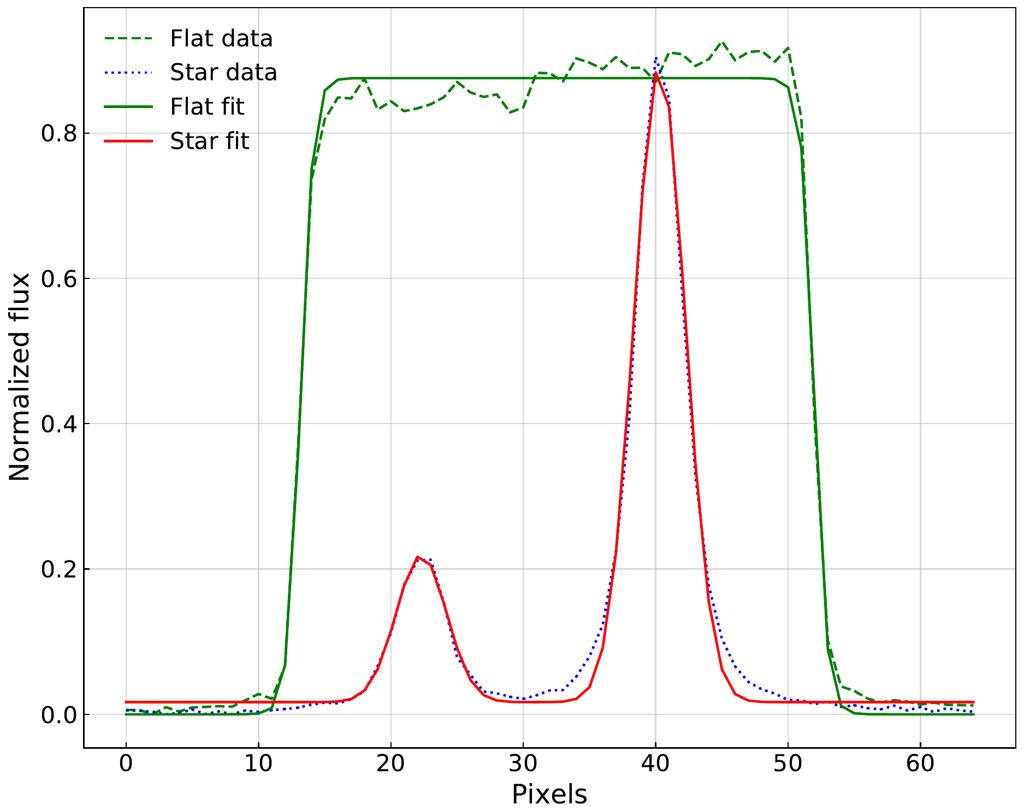 Flat data
Star data
Flat fit
Star fit
Normalized flux
0.8
0.6
0.4
0.2
0.0
0 10 20 30 40 50 60
Pixels